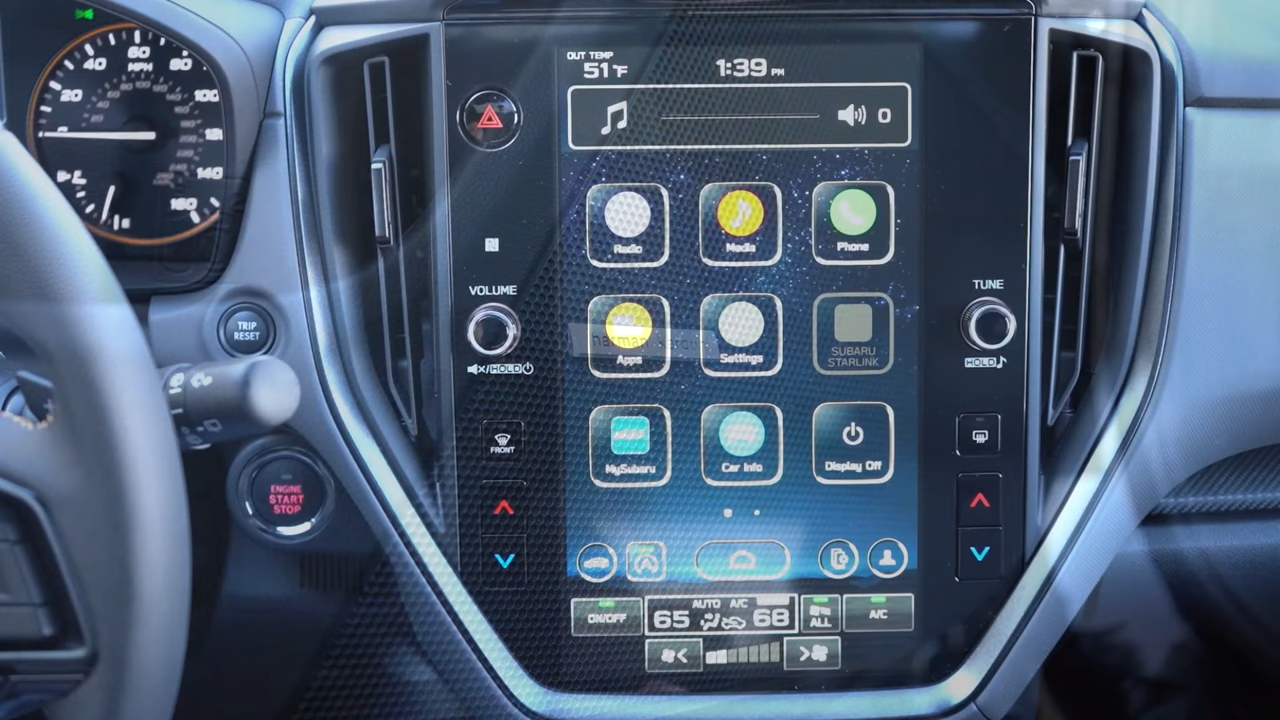 OUT TEMP
51°F
1:39 PM
0
60
MPH
40
80
20
100
140
160
Radio
Media
Phone
VOLUME
TUNE
TRIP
RESET
HOLD
HOLD
Apps
Settings
SUBARU
STARLINK
harman
FRONT
MySubaru
Car Info
Display Off
ENGINE
START
STOP
ON/OFF
AUTO A/C
65
68
ALL
A/C